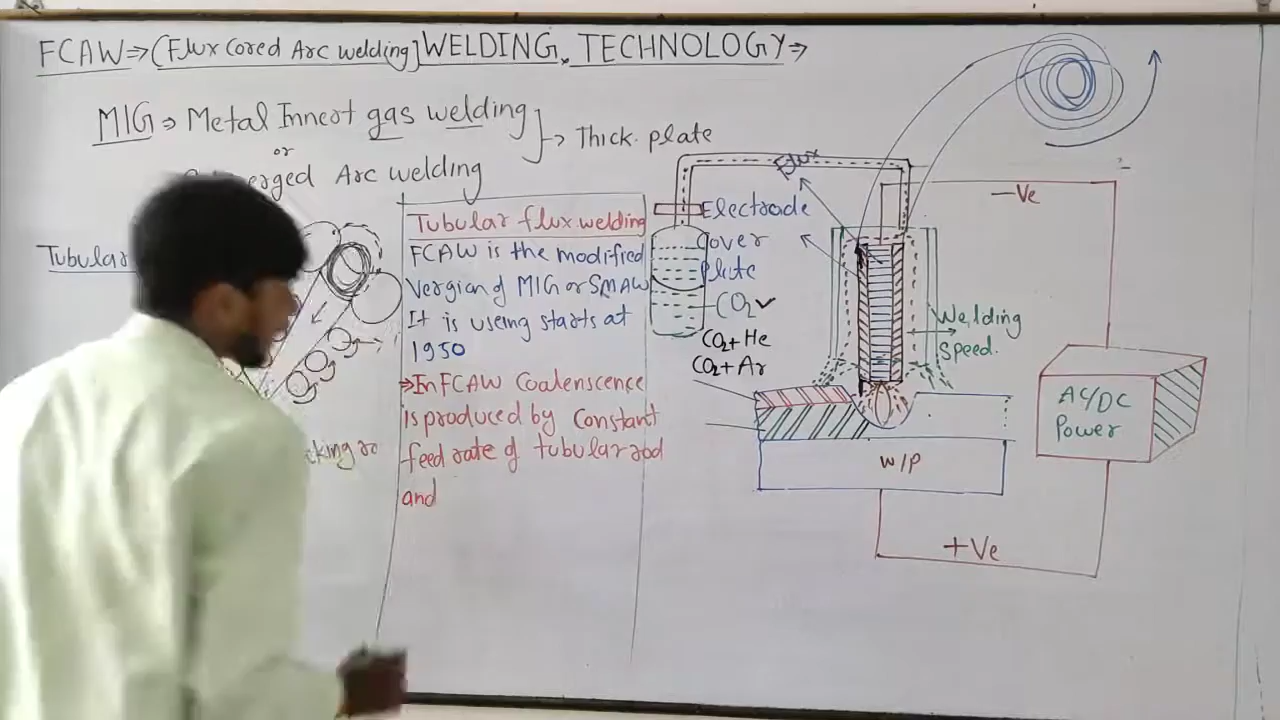 FCAW⇒(Flux Cored Arc welding] WELDING. TECHNOLOGY⇒
MIG⇒ Metal Innert gas welding
or
Arc welding
→ Thick. plate
Tubular
Tubular flux welding
FCAW is the modified
Vergian of MIG or SMAW
It is useing starts at
1950
⇒In FCAW Coalenscence
is produced by Constant
feed rate of tubular rod
and
Flux
Electrode
Cover
plate
CO2
CO2+He
CO2+Ar
Welding
Speed.
-Ve
AC/DC
Power
W/P
+Ve